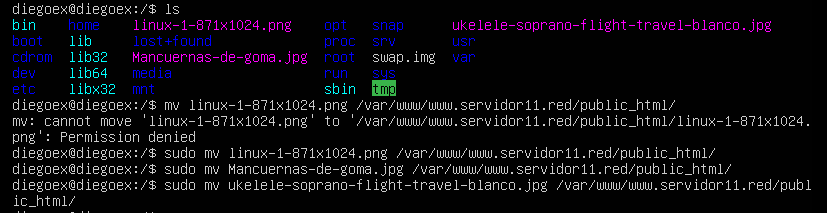 diegoex@diegoex:/$ ls
bin home linux-1-871x1024.png opt snap ukelele-soprano-flight-travel-blanco.jpg
boot lib lost+found proc srv usr
cdrom lib32 Mancuernas-de-goma.jpg root swap.img var
dev lib64 media run sys
etc libx32 mnt sbin tmp
diegoex@diegoex:/$ mv linux-1-871x1024.png /var/www/www.servidor11.red/public_html/
mv: cannot move 'linux-1-871x1024.png' to '/var/www/www.servidor11.red/public_html/linux-1-871x1024.
png': Permission denied
diegoex@diegoex:/$ sudo mv linux-1-871x1024.png /var/www/www.servidor11.red/public_html/
diegoex@diegoex:/$ sudo mv Mancuernas-de-goma.jpg /var/www/www.servidor11.red/public_html/
diegoex@diegoex:/$ sudo mv ukelele-soprano-flight-travel-blanco.jpg /var/www/www.servidor11.red/publ
ic_html/
diegoex@diegoex:/$